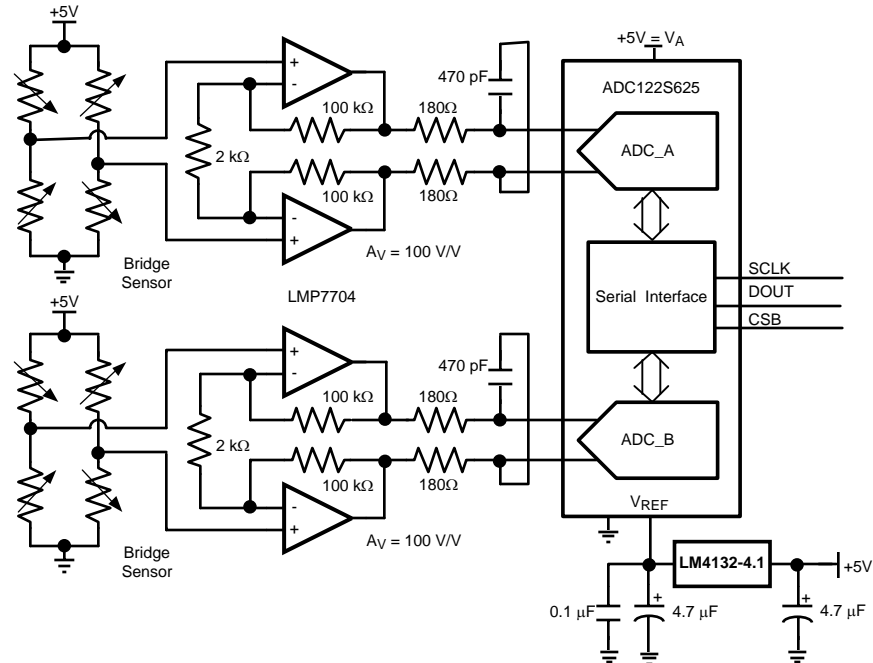 +5V
+5V = V_A
470 pF
ADC122S625
+
-
100 kΩ
180Ω
ADC_A
2 kΩ
100 kΩ
180Ω
-
+
A_V = 100 V/V
Bridge
Sensor
LMP7704
Serial Interface
SCLK
DOUT
CSB
+5V
+
-
470 pF
100 kΩ
180Ω
ADC_B
2 kΩ
100 kΩ
180Ω
-
+
A_V = 100 V/V
Bridge
Sensor
V_REF
LM4132-4.1
+5V
0.1 µF
+
4.7 µF
+
4.7 µF